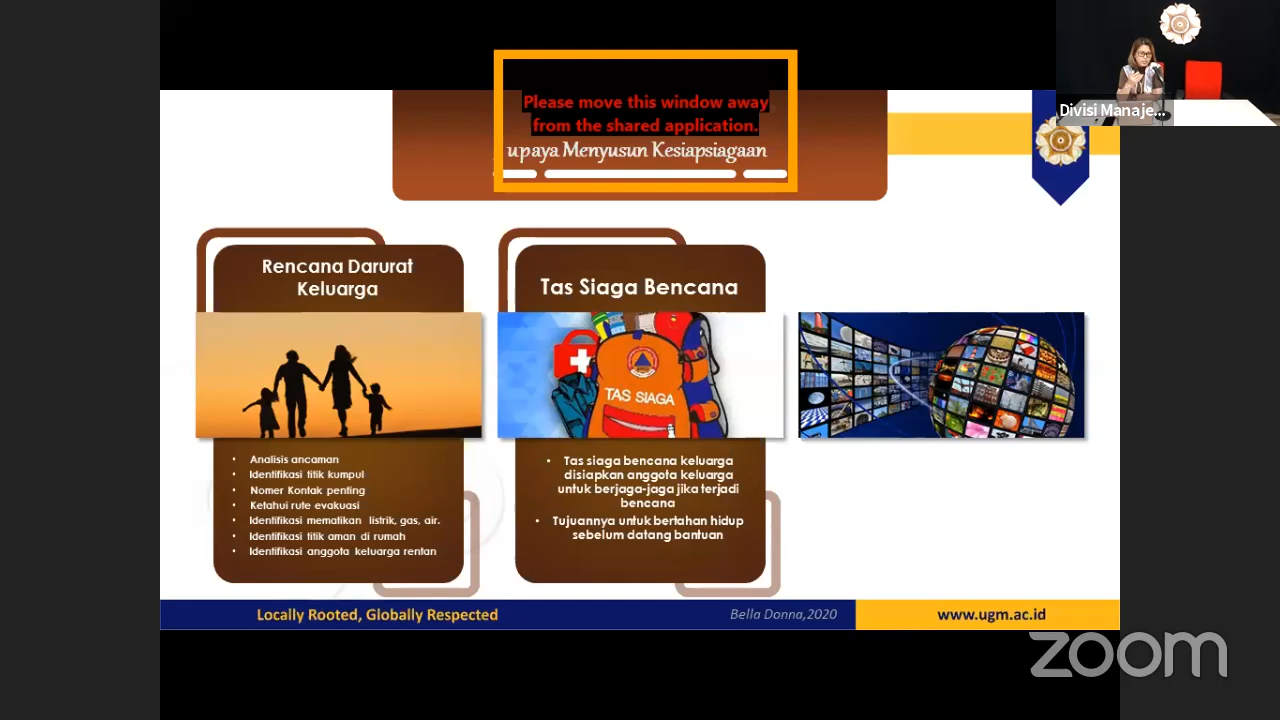 Please move this window away
from the shared application.
upaya Menyusun Kesiapsiagaan
Divisi Manaje...
Rencana Darurat
Keluarga
• Analisis ancaman
• Identifikasi titik kumpul
• Nomer Kontak penting
• Ketahui rute evakuasi
• Identifikasi mematikan listrik, gas, air.
• Identifikasi titik aman di rumah
• Identifikasi anggota keluarga rentan
Tas Siaga Bencana
TAS SIAGA
• Tas siaga bencana keluarga
disiapkan anggota keluarga
untuk berjaga-jaga jika terjadi
bencana
• Tujuannya untuk bertahan hidup
sebelum datang bantuan
Locally Rooted, Globally Respected
Bella Donna,2020
www.ugm.ac.id
zoom